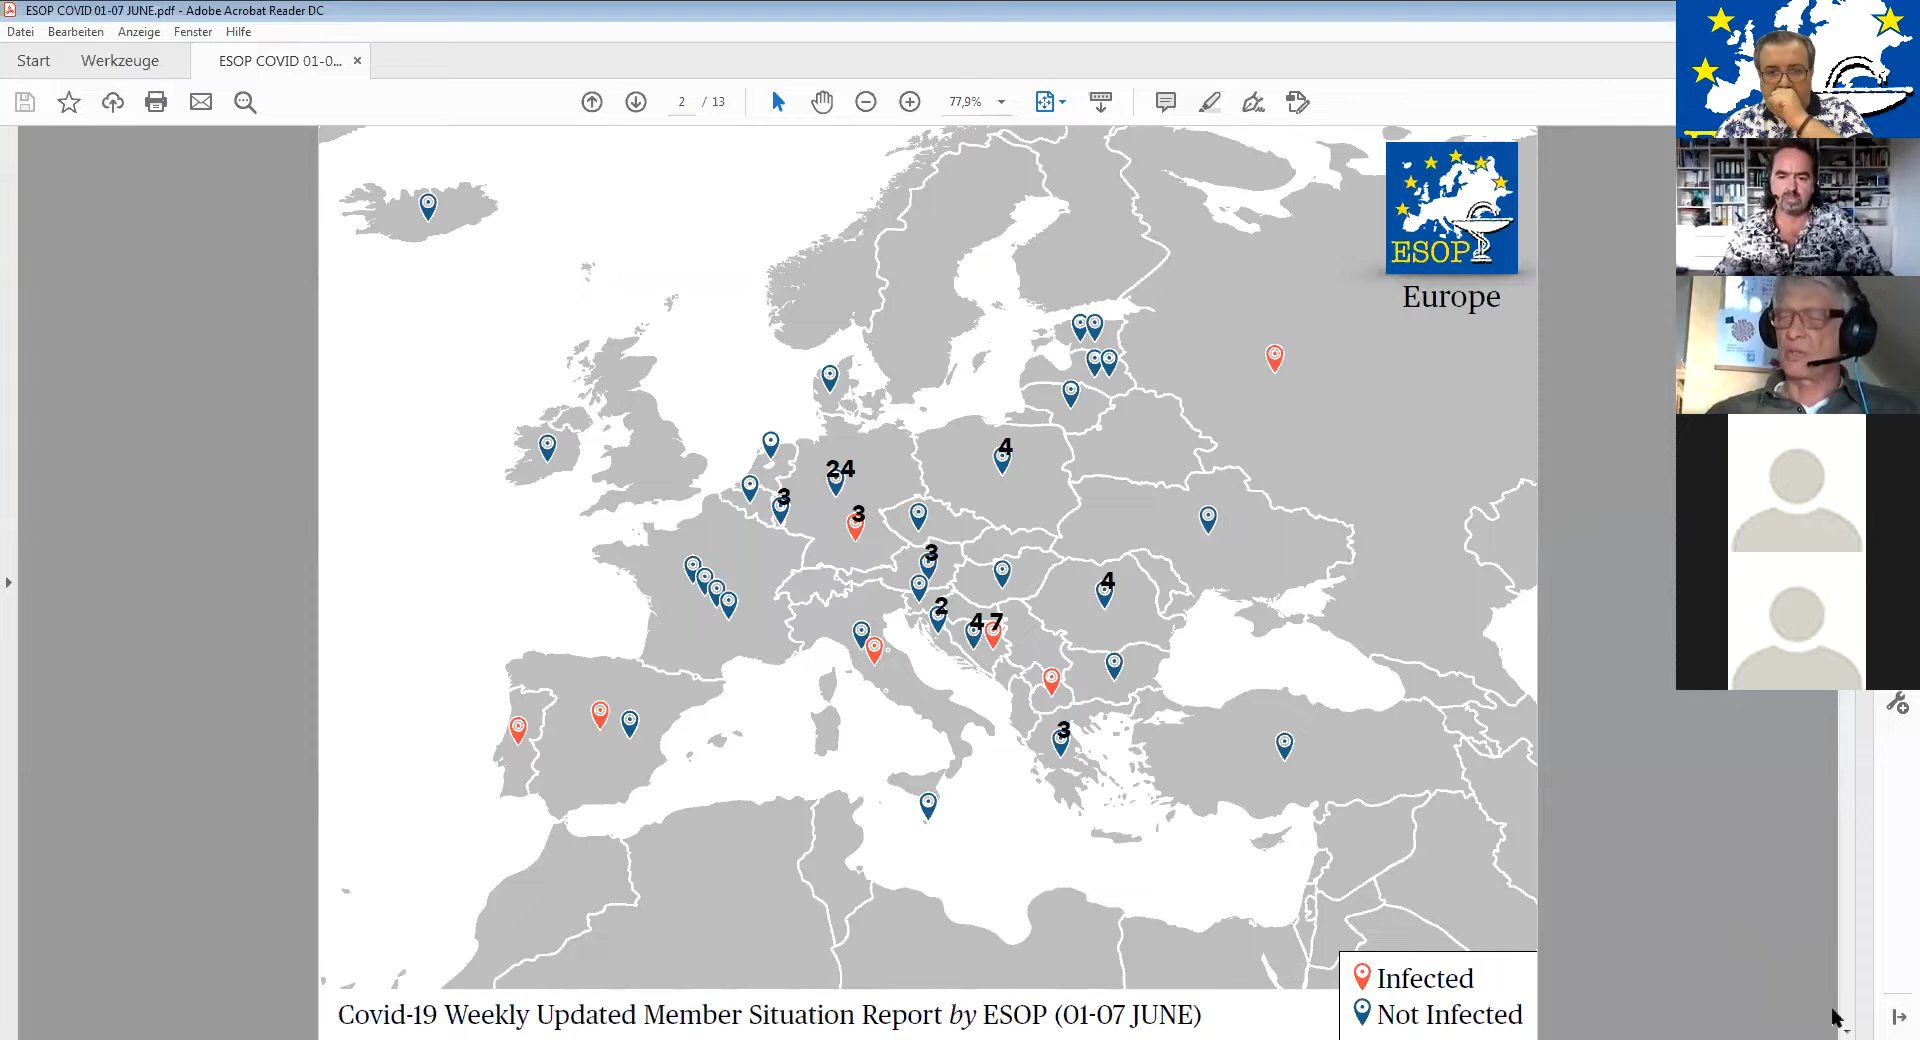 ESOP COVID 01-07 JUNE.pdf - Adobe Acrobat Reader DC
Datei Bearbeiten Anzeige Fenster Hilfe
Start Werkzeuge ESOP COVID 01-0... ×
2 / 13 77,9%
ESOP
Europe
4
24
3
3
3
4
2
4 7
3
Infected
Not Infected
Covid-19 Weekly Updated Member Situation Report by ESOP (01-07 JUNE)